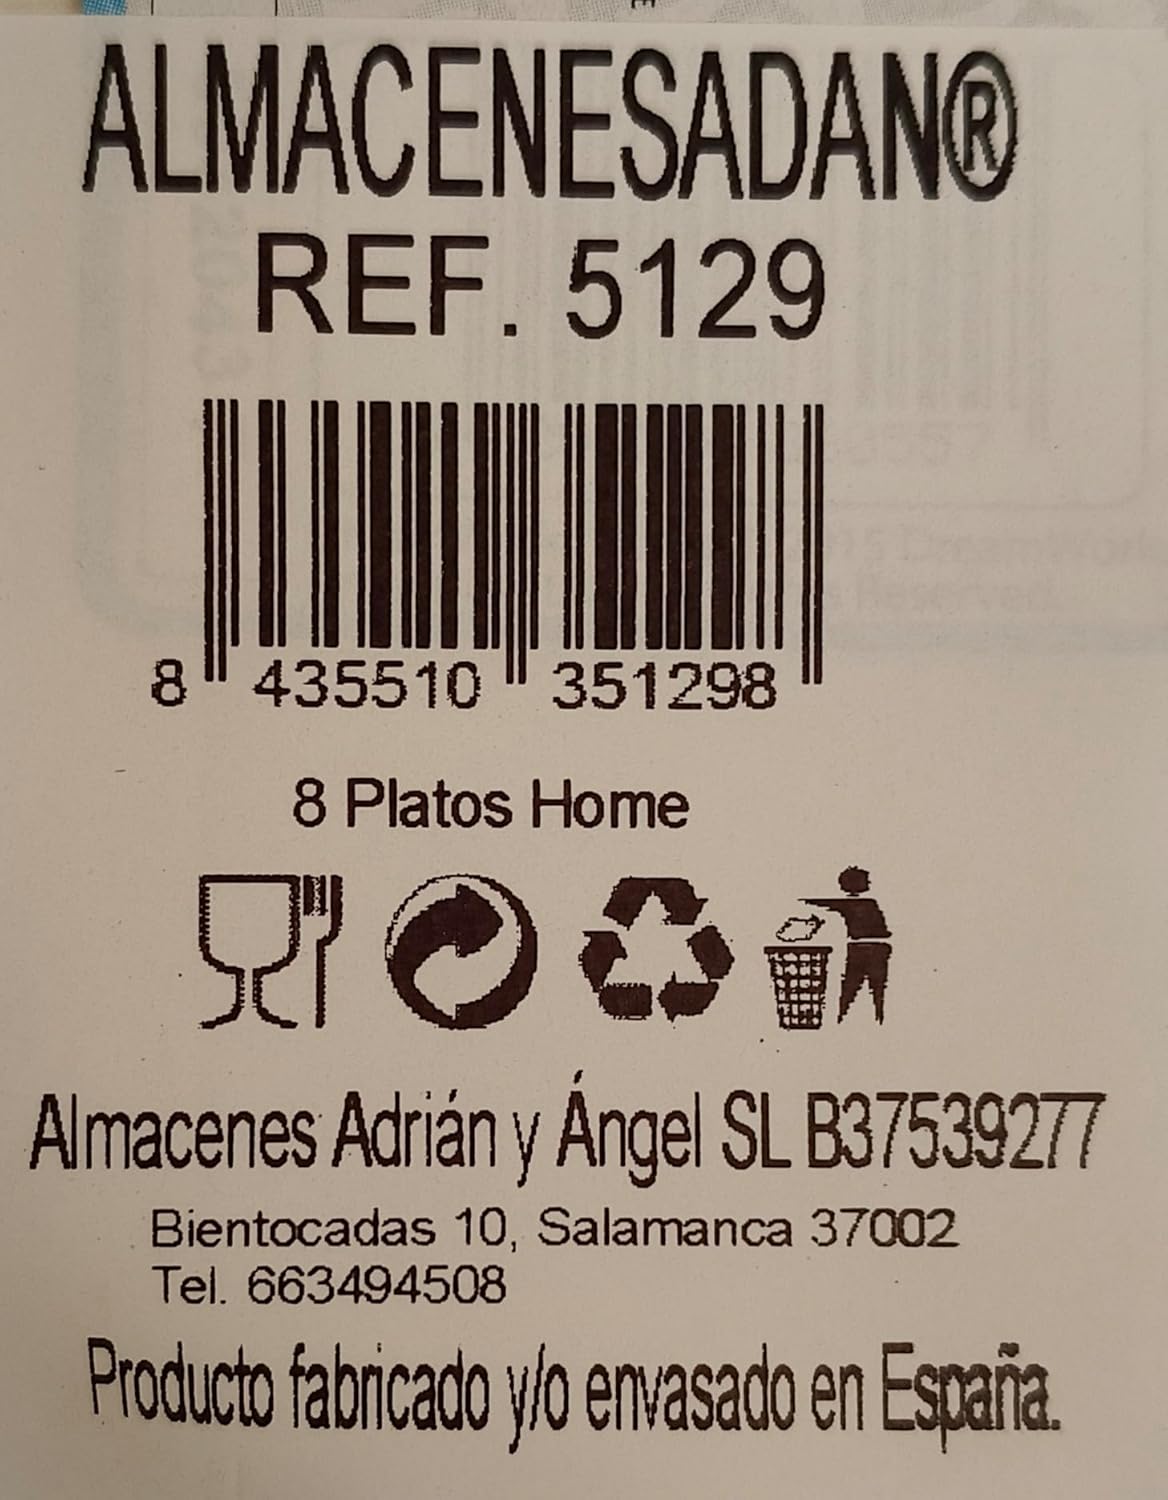 ALMACENESADAN®
REF. 5129
8 435510 351298
8 Platos Home
Almacenes Adrián y Ángel SL B37539277
Bientocadas 10, Salamanca 37002
Tel. 663494508
Producto fabricado y/o envasado en España.